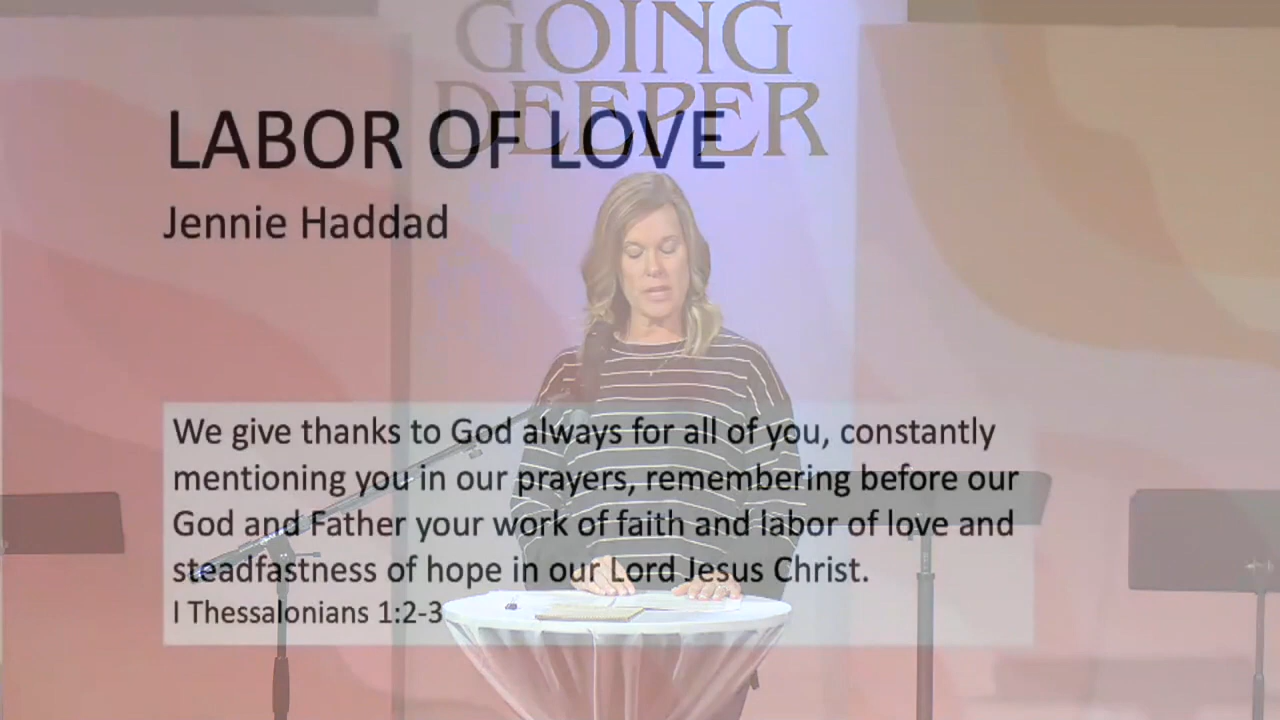 GOING
DEEPER
LABOR OF LOVE
Jennie Haddad
We give thanks to God always for all of you, constantly
mentioning you in our prayers, remembering before our
God and Father your work of faith and labor of love and
steadfastness of hope in our Lord Jesus Christ.
I Thessalonians 1:2-3